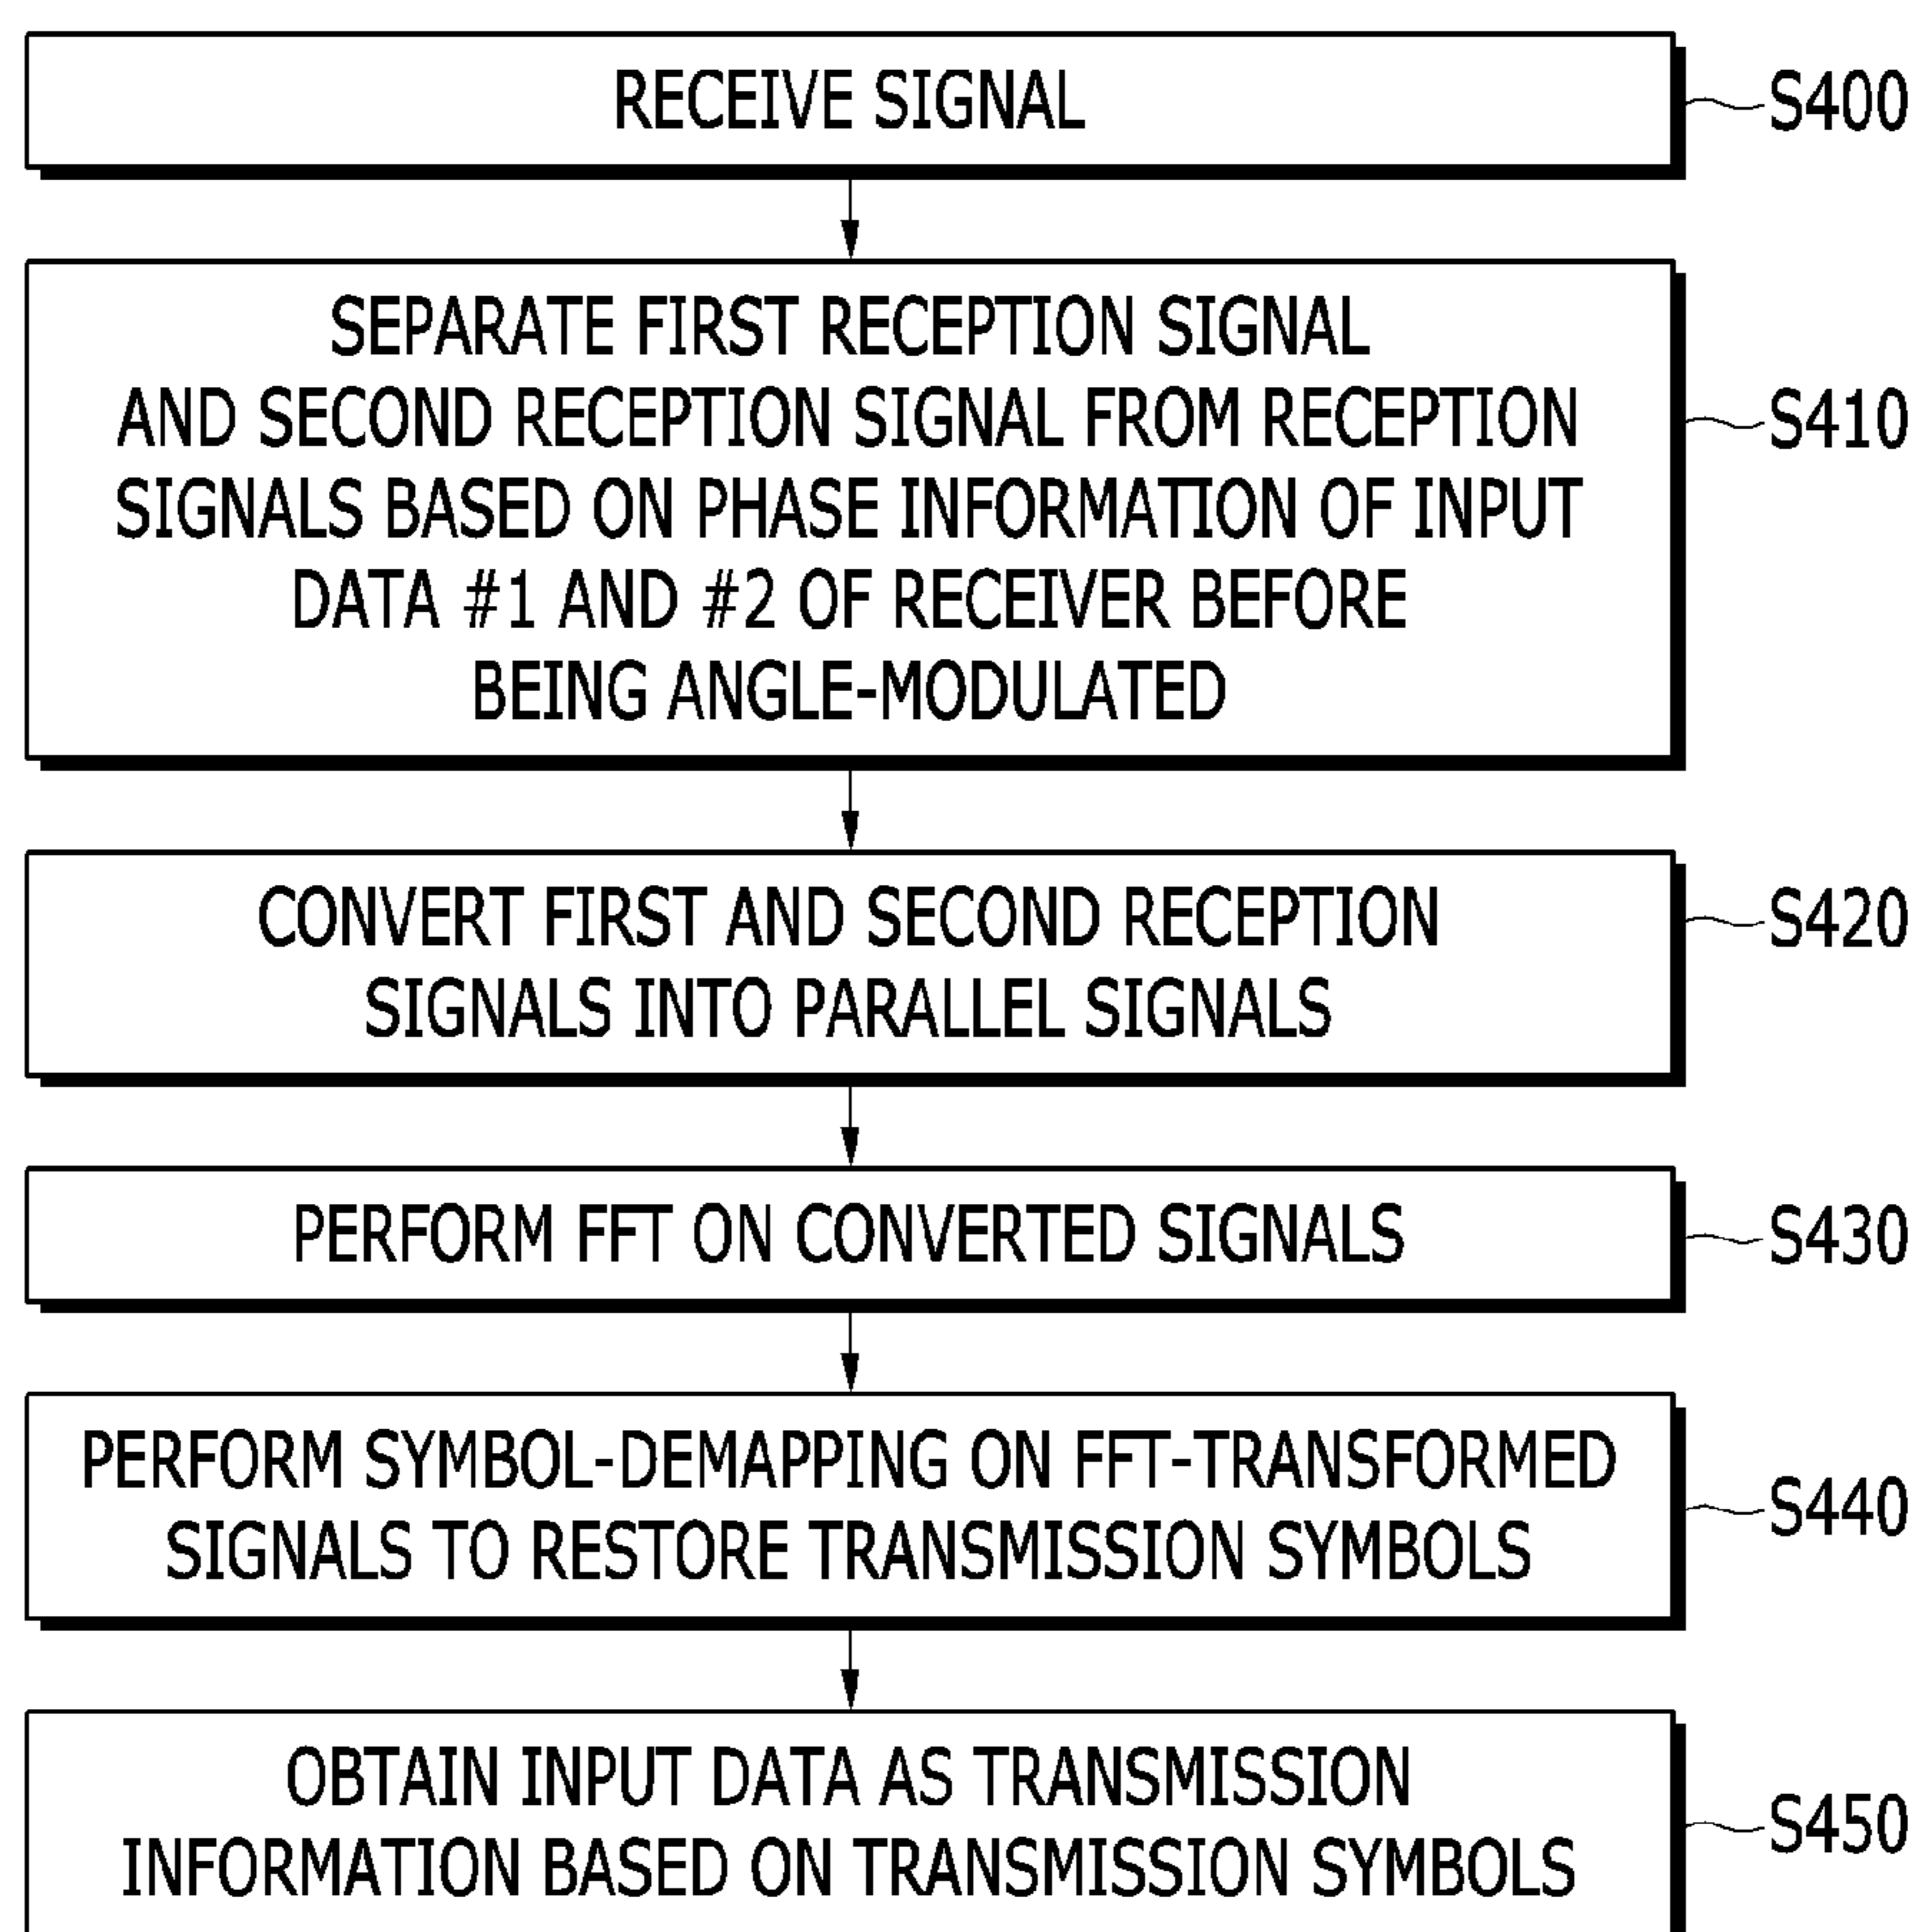 RECEIVE SIGNAL
S400
SEPARATE FIRST RECEPTION SIGNAL
AND SECOND RECEPTION SIGNAL FROM RECEPTION
SIGNALS BASED ON PHASE INFORMATION OF INPUT
DATA #1 AND #2 OF RECEIVER BEFORE
BEING ANGLE-MODULATED
S410
CONVERT FIRST AND SECOND RECEPTION
SIGNALS INTO PARALLEL SIGNALS
S420
PERFORM FFT ON CONVERTED SIGNALS
S430
PERFORM SYMBOL-DEMAPPING ON FFT-TRANSFORMED
SIGNALS TO RESTORE TRANSMISSION SYMBOLS
S440
OBTAIN INPUT DATA AS TRANSMISSION
INFORMATION BASED ON TRANSMISSION SYMBOLS
S450